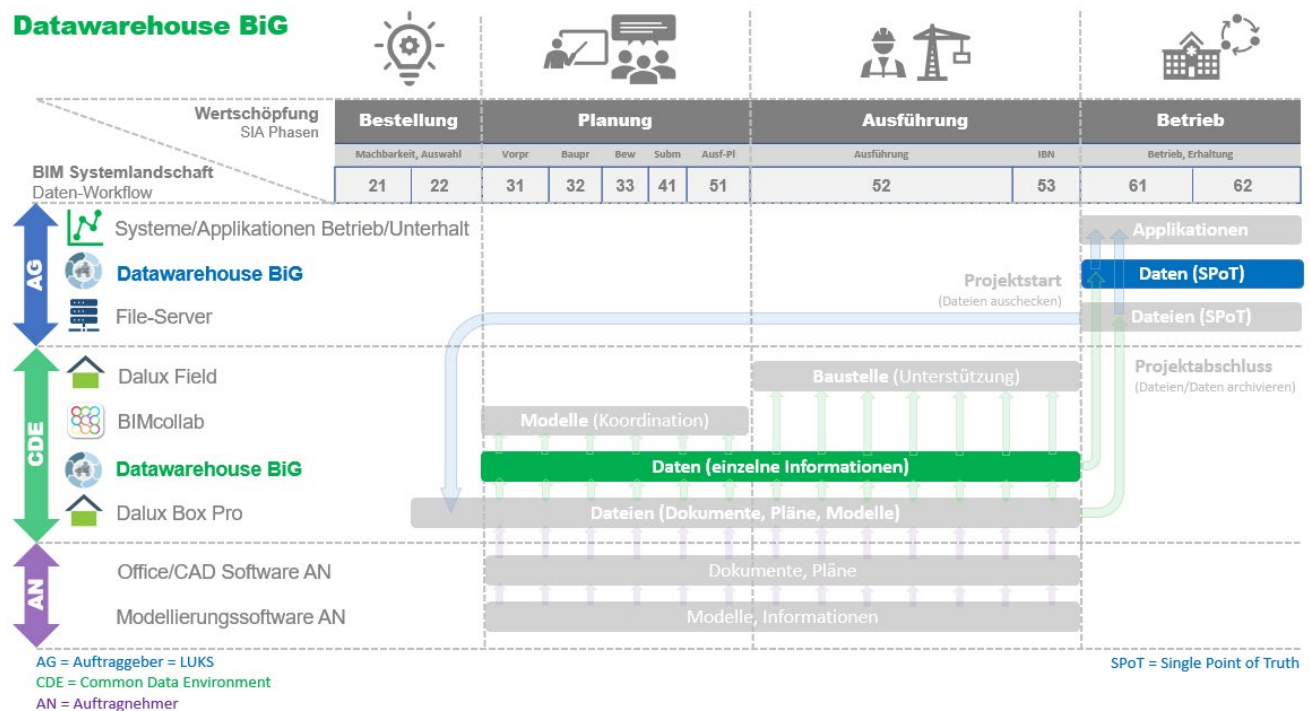 Datawarehouse BiG
Wertschöpfung
SIA Phasen
Bestellung
Planung
Ausführung
Betrieb
Machbarkeit, Auswahl
Vorpr
Baupr
Bew
Subm
Ausf-Pl
Ausführung
IBN
Betrieb, Erhaltung
BIM Systemlandschaft
Daten-Workflow
21
22
31
32
33
41
51
52
53
61
62
AG
Systeme/Applikationen Betrieb/Unterhalt
Applikationen
Datawarehouse BiG
Projektstart
(Dateien auschecken)
Daten (SPoT)
File-Server
Dateien (SPoT)
CDE
Dalux Field
Baustelle (Unterstützung)
Projektabschluss
(Dateien/Daten archivieren)
BIMcollab
Modelle (Koordination)
Datawarehouse BiG
Daten (einzelne Informationen)
Dalux Box Pro
Dateien (Dokumente, Pläne, Modelle)
AN
Office/CAD Software AN
Dokumente, Pläne
Modellierungssoftware AN
Modelle, Informationen
AG = Auftraggeber = LUKS
SPoT = Single Point of Truth
CDE = Common Data Environment
AN = Auftragnehmer